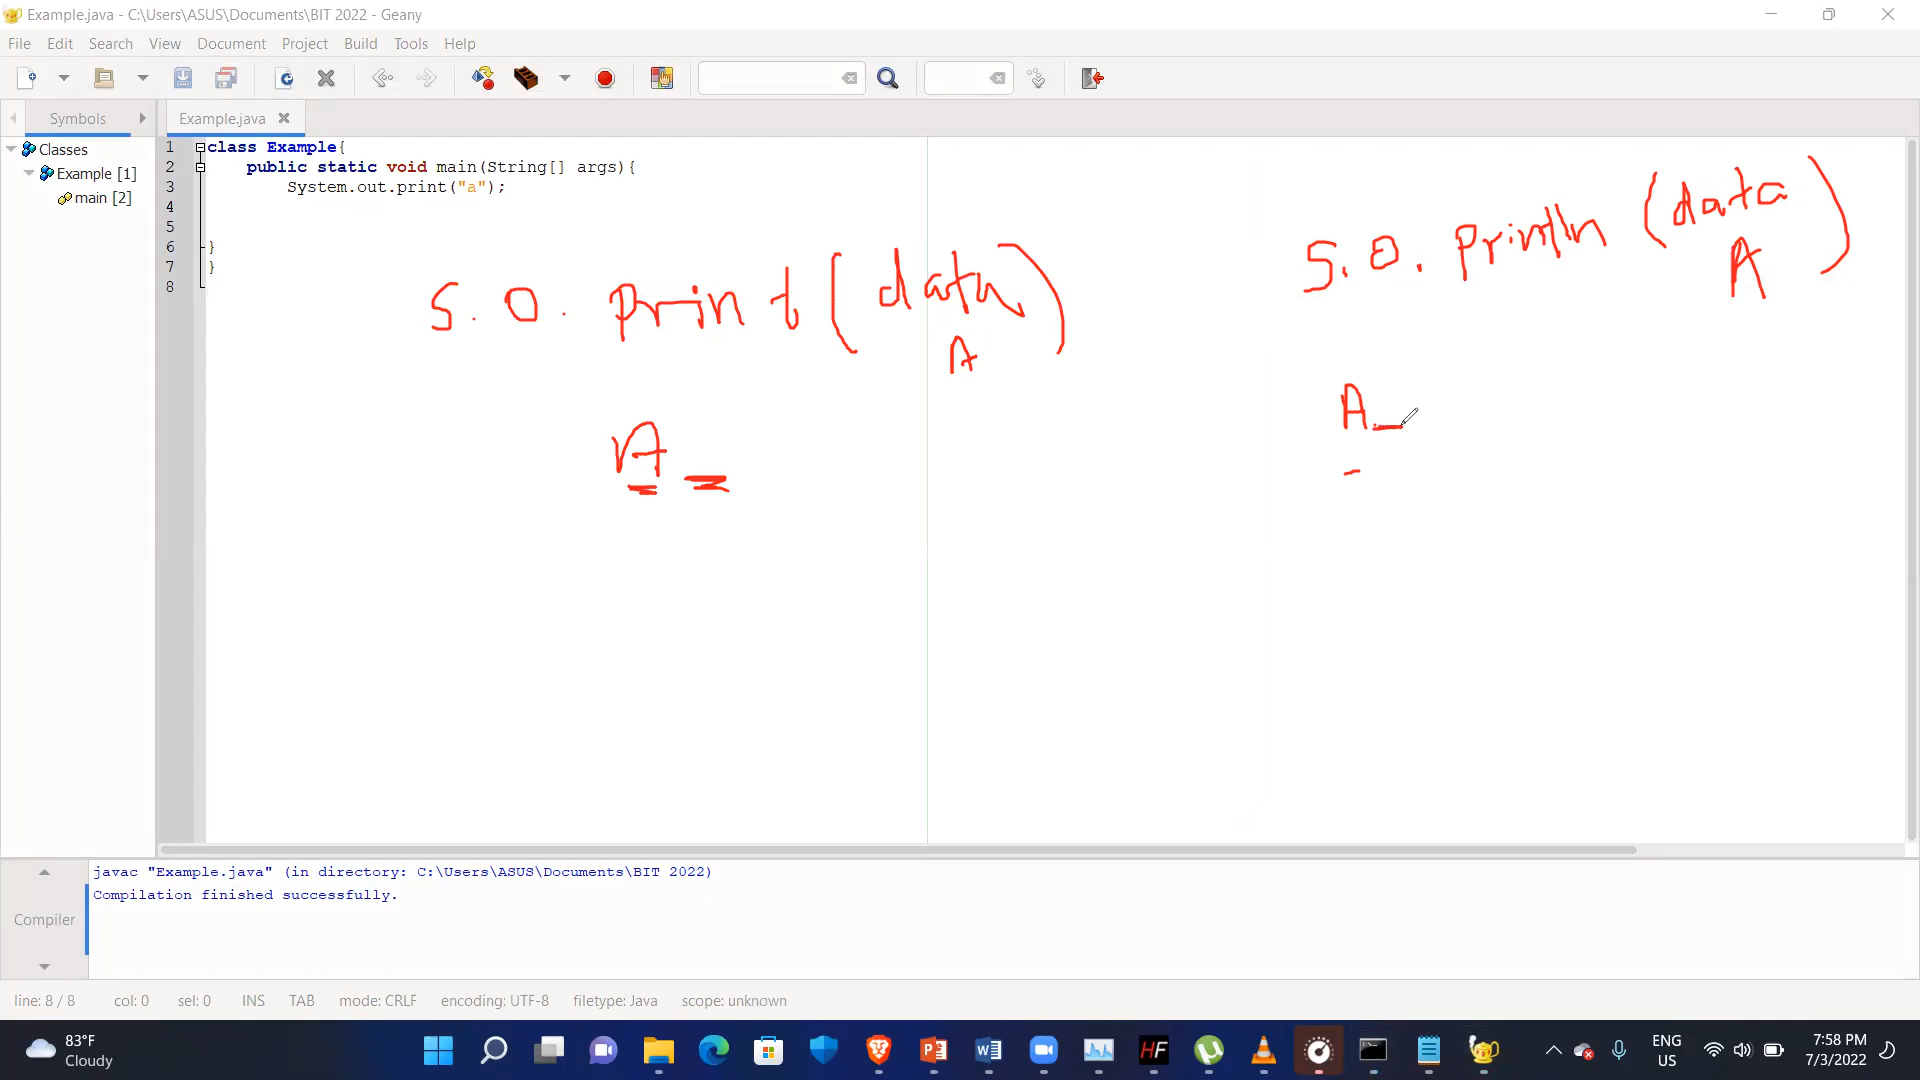 Example.java - C:\Users\ASUS\Documents\BIT 2022 - Geany
File Edit Search View Document Project Build Tools Help
Symbols
Example.java
Classes
Example [1]
main [2]
1 class Example{
2 public static void main(String[] args){
3 System.out.print("a");
4
5
6 }
7 }
8
S. O. print (data)
A
A _
S. O. println (data)
A
A _
-
Compiler
javac "Example.java" (in directory: C:\Users\ASUS\Documents\BIT 2022)
Compilation finished successfully.
line: 8 / 8 col: 0 sel: 0 INS TAB mode: CRLF encoding: UTF-8 filetype: Java scope: unknown
83°F
Cloudy
HF
ENG
US
7:58 PM
7/3/2022